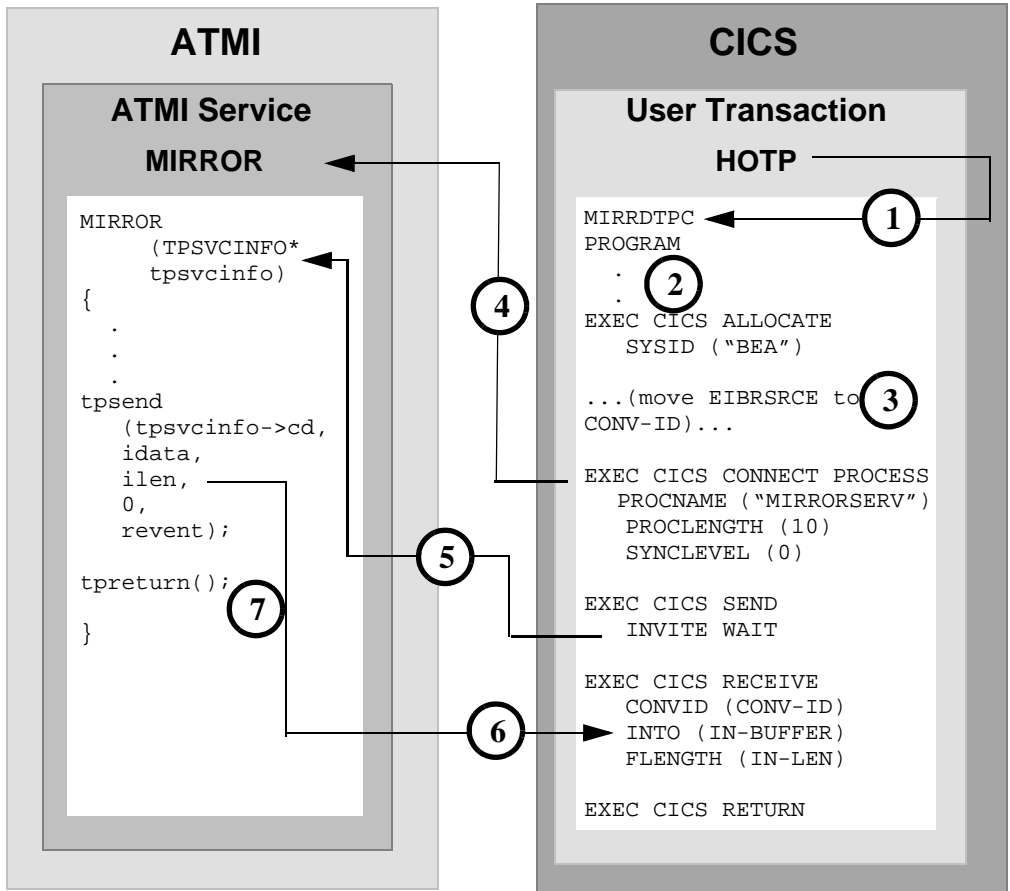 ATMI
ATMI Service
MIRROR
MIRROR
(TPSVCINFO*
tpsvcinfo)
{
.
.
.
tpsend
(tpsvcinfo->cd,
idata,
ilen,
0,
revent);
tpreturn();
}
7
4
5
6
CICS
User Transaction
HOTP
MIRRDTPC
1
PROGRAM
.
2
.
EXEC CICS ALLOCATE
SYSID (“BEA”)
...(move EIBRSRCE to
3
CONV-ID)...
EXEC CICS CONNECT PROCESS
PROCNAME (“MIRRORSERV”)
PROCLENGTH (10)
SYNCLEVEL (0)
EXEC CICS SEND
INVITE WAIT
EXEC CICS RECEIVE
CONVID (CONV-ID)
INTO (IN-BUFFER)
FLENGTH (IN-LEN)
EXEC CICS RETURN